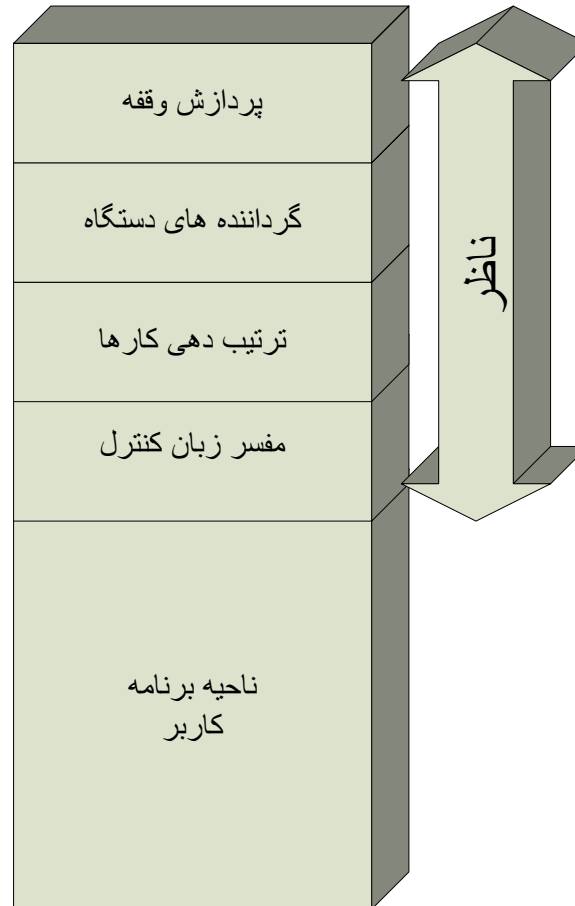 پردازش وقفه
گرداننده های دستگاه
ترتیب دهی کارها
مفسر زبان کنترل
ناحیه برنامه
کاربر
ناظر